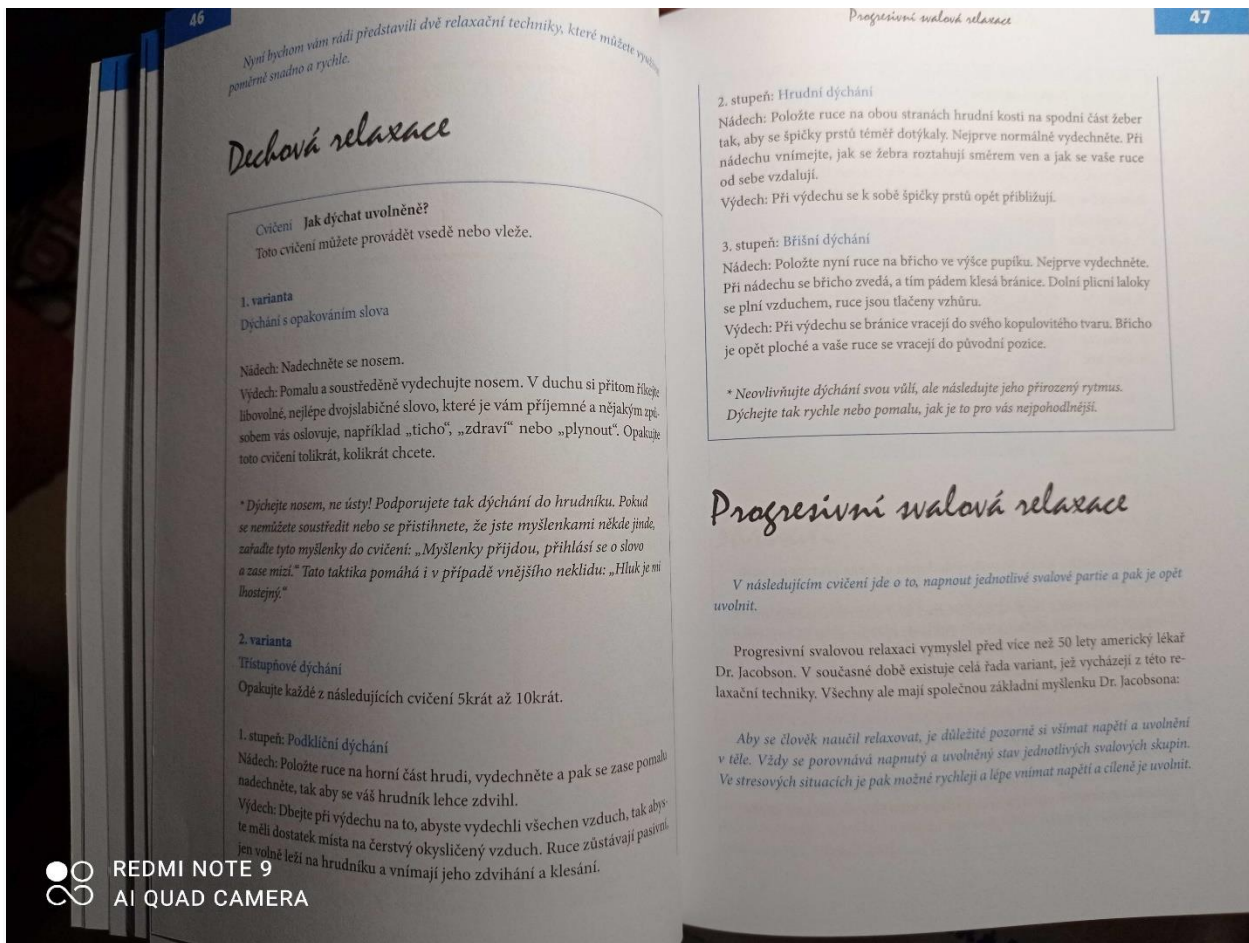 46
Nyní bychom vám rádi představili dvě relaxační techniky, které můžete
poměrně snadno a rychle.
Dechová relaxace
Cvičení Jak dýchat uvolněně?
Toto cvičení můžete provádět vsedě nebo vleže.
1. varianta
Dýchání s opakováním slova
Nádech: Nadechněte se nosem.
Výdech: Pomalu a soustředěně vydechujte nosem. V duchu si přitom říkejte
libovolné, nejlépe dvojslabičné slovo, které je vám příjemné a nějakým způ-
sobem vás oslovuje, například „ticho“, „zdraví“ nebo „plynout“. Opakujte
toto cvičení tolikrát, kolikrát chcete.
* Dýchejte nosem, ne ústy! Podporujete tak dýchání do hrudníku. Pokud
se nemůžete soustředit nebo se přistihnete, že jste myšlenkami někde jinde,
zařaďte tyto myšlenky do cvičení: „Myšlenky přijdou, přihlásí se o slovo
a zase mizí.“ Tato taktika pomáhá i v případě vnějšího neklidu: „Hluk je mi
lhostejný.“
2. varianta
Třístupňové dýchání
Opakujte každé z následujících cvičení 5krát až 10krát.
1. stupeň: Podklíční dýchání
Nádech: Položte ruce na horní část hrudi, vydechněte a pak se zase pomalu
nadechněte, tak aby se váš hrudník lehce zdvihl.
Výdech: Dbejte při výdechu na to, abyste vydechli všechen vzduch, tak abys-
te měli dostatek místa na čerstvý okysličený vzduch. Ruce zůstávají pasivní,
jen volně leží na hrudníku a vnímají jeho zdvihání a klesání.
REDMI NOTE 9
AI QUAD CAMERA
Progresivní svalová relaxace
47
2. stupeň: Hrudní dýchání
Nádech: Položte ruce na obou stranách hrudní kosti na spodní část žeber
tak, aby se špičky prstů téměř dotýkaly. Nejprve normálně vydechněte. Při
nádechu vnímejte, jak se žebra roztahují směrem ven a jak se vaše ruce
od sebe vzdalují.
Výdech: Při výdechu se k sobě špičky prstů opět přibližují.
3. stupeň: Břišní dýchání
Nádech: Položte nyní ruce na břicho ve výšce pupíku. Nejprve vydechněte.
Při nádechu se břicho zvedá, a tím pádem klesá bránice. Dolní plicní laloky
se plní vzduchem, ruce jsou tlačeny vzhůru.
Výdech: Při výdechu se bránice vracejí do svého kopulovitého tvaru. Břicho
je opět ploché a vaše ruce se vracejí do původní pozice.
* Neovlivňujte dýchání svou vůlí, ale následujte jeho přirozený rytmus.
Dýchejte tak rychle nebo pomalu, jak je to pro vás nejpohodlnější.
Progresivní svalová relaxace
V následujícím cvičení jde o to, napnout jednotlivé svalové partie a pak je opět
uvolnit.
Progresivní svalovou relaxaci vymyslel před více než 50 lety americký lékař
Dr. Jacobson. V současné době existuje celá řada variant, jež vycházejí z této re-
laxační techniky. Všechny ale mají společnou základní myšlenku Dr. Jacobsona:
Aby se člověk naučil relaxovat, je důležité pozorně si všímat napětí a uvolnění
v těle. Vždy se porovnává napnutý a uvolněný stav jednotlivých svalových skupin.
Ve stresových situacích je pak možné rychleji a lépe vnímat napětí a cíleně je uvolnit.